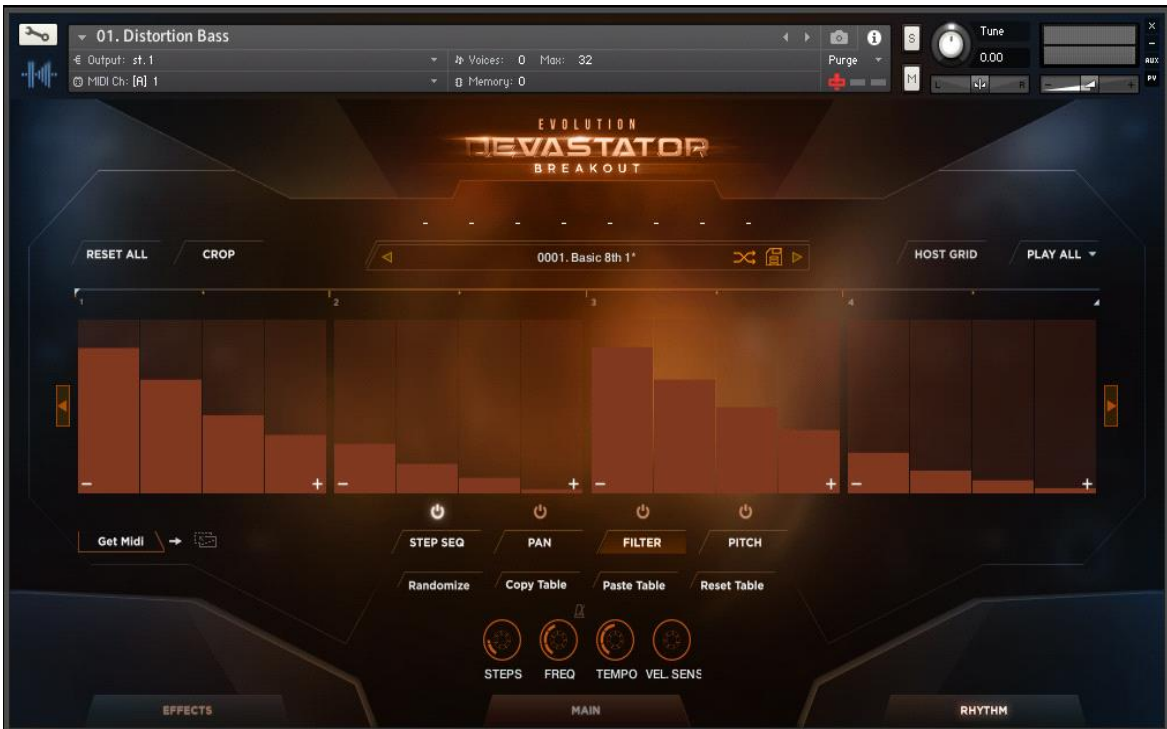 01. Distortion Bass
Output: st.1
Voices: 0 Max: 32
Purge
MIDI Ch: [A] 1
Memory: 0
S
M
Tune
0.00
L R
- +
×
-
AUX
PV
EVOLUTION
DEVASTATOR
BREAKOUT
- - - - - - - -
RESET ALL
CROP
0001. Basic 8th 1*
HOST GRID
PLAY ALL
1 2 3 4
- + - + - + - +
Get Midi
STEP SEQ
PAN
FILTER
PITCH
Randomize
Copy Table
Paste Table
Reset Table
STEPS
FREQ
TEMPO
VEL. SENS
EFFECTS
MAIN
RHYTHM